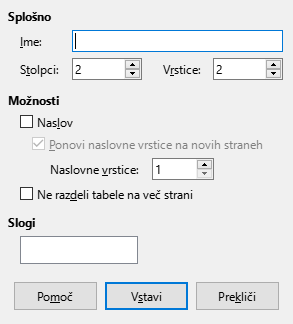 Splošno
Ime:
Stolpci: 2 Vrstice: 2
Možnosti
Naslov
Ponovi naslovne vrstice na novih straneh
Naslovne vrstice: 1
Ne razdeli tabele na več strani
Slogi
Pomoč Vstavi Prekliči